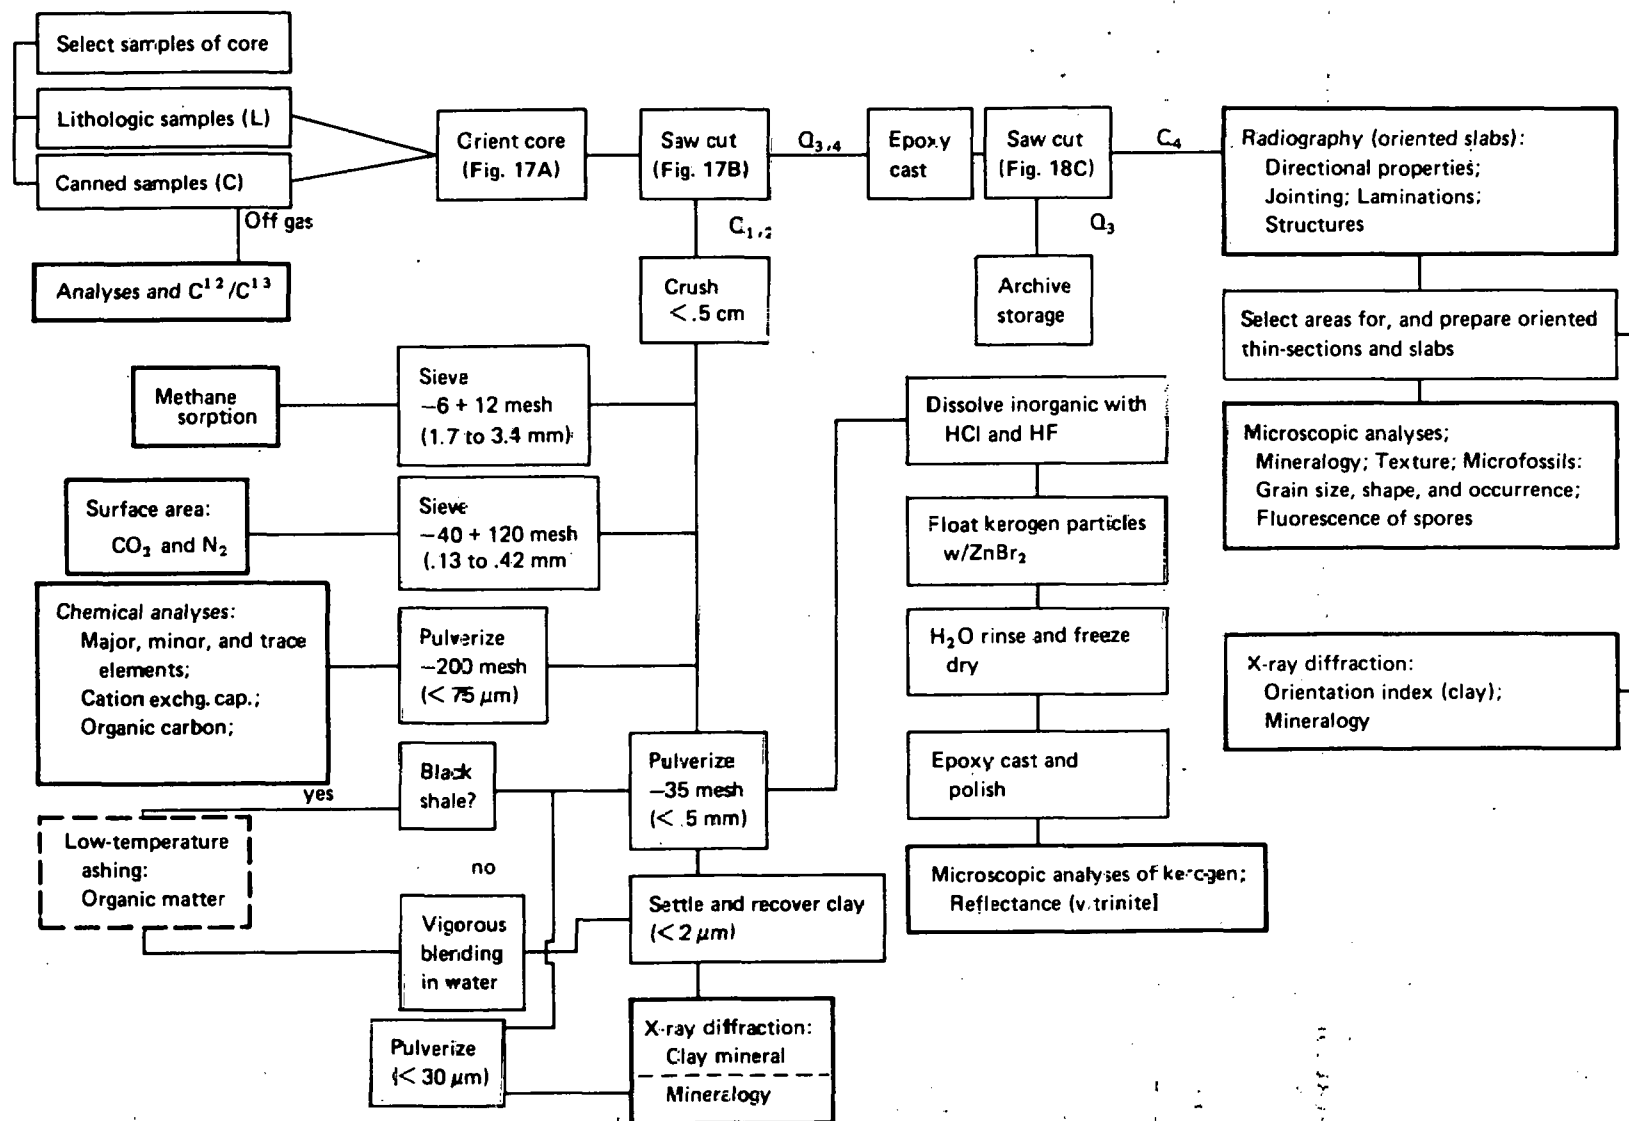 Select samples of core
Lithologic samples (L)
Canned samples (C)
Off gas
Analyses and C¹²/C¹³
Orient core
(Fig. 17A)
Saw cut
(Fig. 17B)
Q₃,₄
Epoxy
cast
Saw cut
(Fig. 18C)
C₄
Q₃
Archive
storage
C₁,₂
Crush
< .5 cm
Radiography (oriented slabs):
Directional properties;
Jointing; Laminations;
Structures
Select areas for, and prepare oriented
thin-sections and slabs
Microscopic analyses;
Mineralogy; Texture; Microfossils:
Grain size, shape, and occurrence;
Fluorescence of spores
X-ray diffraction:
Orientation index (clay);
Mineralogy
Methane
sorption
Sieve
−6 + 12 mesh
(1.7 to 3.4 mm)
Surface area:
CO₂ and N₂
Sieve
−40 + 120 mesh
(.13 to .42 mm
Chemical analyses:
Major, minor, and trace
elements;
Cation exchg. cap.;
Organic carbon;
Pulverize
−200 mesh
(< 75 μm)
Black
shale?
yes
no
Pulverize
−35 mesh
(< .5 mm)
Low-temperature
ashing:
Organic matter
Vigorous
blending
in water
Settle and recover clay
(< 2 μm)
Pulverize
(< 30 μm)
X-ray diffraction:
Clay mineral
Mineralogy
Dissolve inorganic with
HCl and HF
Float kerogen particles
w/ZnBr₂
H₂O rinse and freeze
dry
Epoxy cast and
polish
Microscopic analyses of kerogen;
Reflectance (v.trinite]